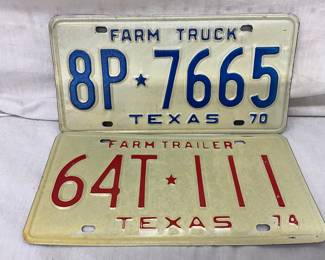 FARM TRUCK
8P★7665
TEXAS 70
FARM TRAILER
64T★111
TEXAS 74